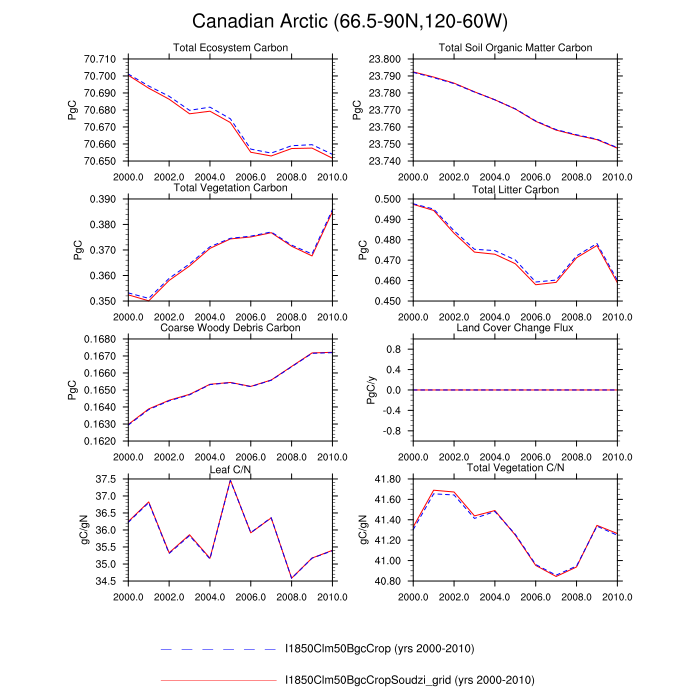 Canadian Arctic (66.5-90N,120-60W)
Total Ecosystem Carbon
70.710
70.700
70.690
70.680
70.670
70.660
70.650
PgC
2000.0 2002.0 2004.0 2006.0 2008.0 2010.0
Total Soil Organic Matter Carbon
23.800
23.790
23.780
23.770
23.760
23.750
23.740
PgC
2000.0 2002.0 2004.0 2006.0 2008.0 2010.0
Total Vegetation Carbon
0.390
0.380
0.370
0.360
0.350
PgC
2000.0 2002.0 2004.0 2006.0 2008.0 2010.0
Total Litter Carbon
0.500
0.490
0.480
0.470
0.460
0.450
PgC
2000.0 2002.0 2004.0 2006.0 2008.0 2010.0
Coarse Woody Debris Carbon
0.1680
0.1670
0.1660
0.1650
0.1640
0.1630
0.1620
PgC
2000.0 2002.0 2004.0 2006.0 2008.0 2010.0
Land Cover Change Flux
0.8
0.4
0.0
-0.4
-0.8
PgC/y
2000.0 2002.0 2004.0 2006.0 2008.0 2010.0
Leaf C/N
37.5
37.0
36.5
36.0
35.5
35.0
34.5
gC/gN
2000.0 2002.0 2004.0 2006.0 2008.0 2010.0
Total Vegetation C/N
41.80
41.60
41.40
41.20
41.00
40.80
gC/gN
2000.0 2002.0 2004.0 2006.0 2008.0 2010.0
I1850Clm50BgcCrop (yrs 2000-2010)
I1850Clm50BgcCropSoudzi_grid (yrs 2000-2010)